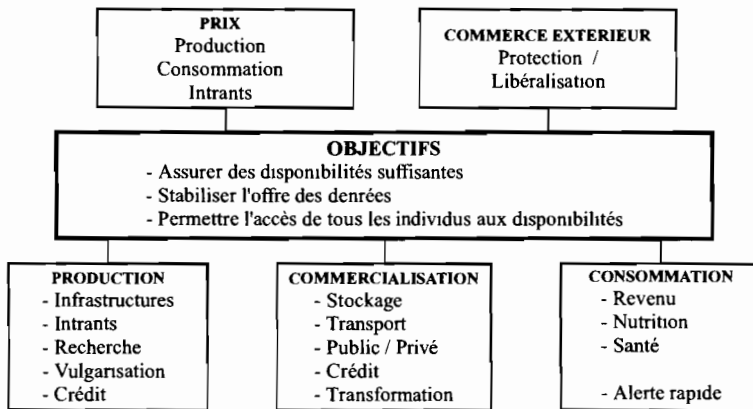 PRIX
Production
Consommation
Intrants
COMMERCE EXTERIEUR
Protection /
Libéralisation
OBJECTIFS
- Assurer des disponibilités suffisantes
- Stabiliser l'offre des denrées
- Permettre l'accès de tous les individus aux disponibilités
PRODUCTION
- Infrastructures
- Intrants
- Recherche
- Vulgarisation
- Crédit
COMMERCIALISATION
- Stockage
- Transport
- Public / Privé
- Crédit
- Transformation
CONSOMMATION
- Revenu
- Nutrition
- Santé
- Alerte rapide